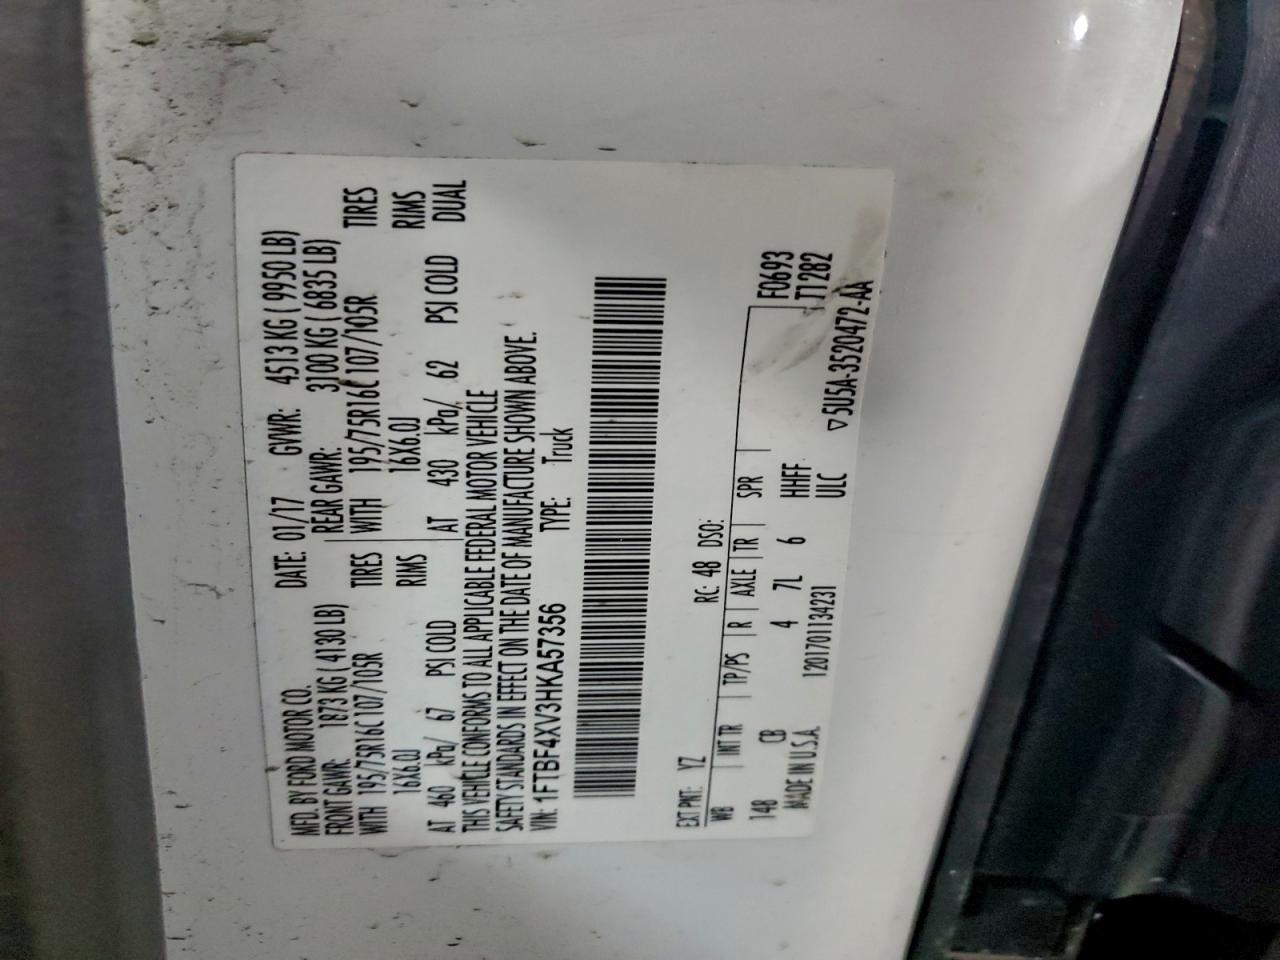 MFD. BY FORD MOTOR CO. DATE: 01/17 GVWR: 4513 KG ( 9950 LB)
FRONT GAWR: 1873 KG ( 4130 LB) REAR GAWR: 3100 KG ( 6835 LB)
WITH 195/75R16C 107/105R TIRES WITH 195/75R16C 107/105R TIRES
16X6.0J RIMS 16X6.0J RIMS
AT 460 kPa/ 67 PSI COLD AT 430 kPa/ 62 PSI COLD DUAL
THIS VEHICLE CONFORMS TO ALL APPLICABLE FEDERAL MOTOR VEHICLE
SAFETY STANDARDS IN EFFECT ON THE DATE OF MANUFACTURE SHOWN ABOVE.
VIN: 1FTBF4XV3HKA57356 TYPE: Truck
EXT PNT: YZ RC: 48 DSO: F0693
WB INT TR TP/PS R AXLE TR SPR T1282
148 CB 4 7L 6 HHFF
MADE IN U.S.A. 1201701134231 ULC ▽5U5A-3520472-AA